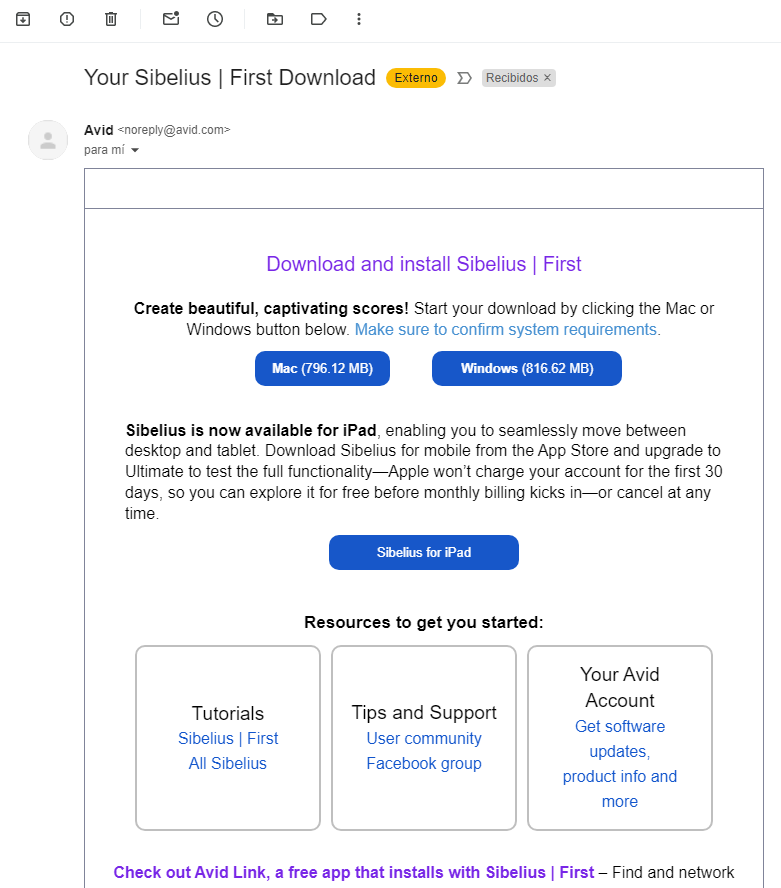 Your Sibelius | First Download Externo Recibidos ×
Avid <noreply@avid.com>
para mí
Download and install Sibelius | First
Create beautiful, captivating scores! Start your download by clicking the Mac or
Windows button below. Make sure to confirm system requirements.
Mac (796.12 MB) Windows (816.62 MB)
Sibelius is now available for iPad, enabling you to seamlessly move between
desktop and tablet. Download Sibelius for mobile from the App Store and upgrade to
Ultimate to test the full functionality—Apple won’t charge your account for the first 30
days, so you can explore it for free before monthly billing kicks in—or cancel at any
time.
Sibelius for iPad
Resources to get you started:
Tutorials
Sibelius | First
All Sibelius
Tips and Support
User community
Facebook group
Your Avid
Account
Get software
updates,
product info and
more
Check out Avid Link, a free app that installs with Sibelius | First – Find and network